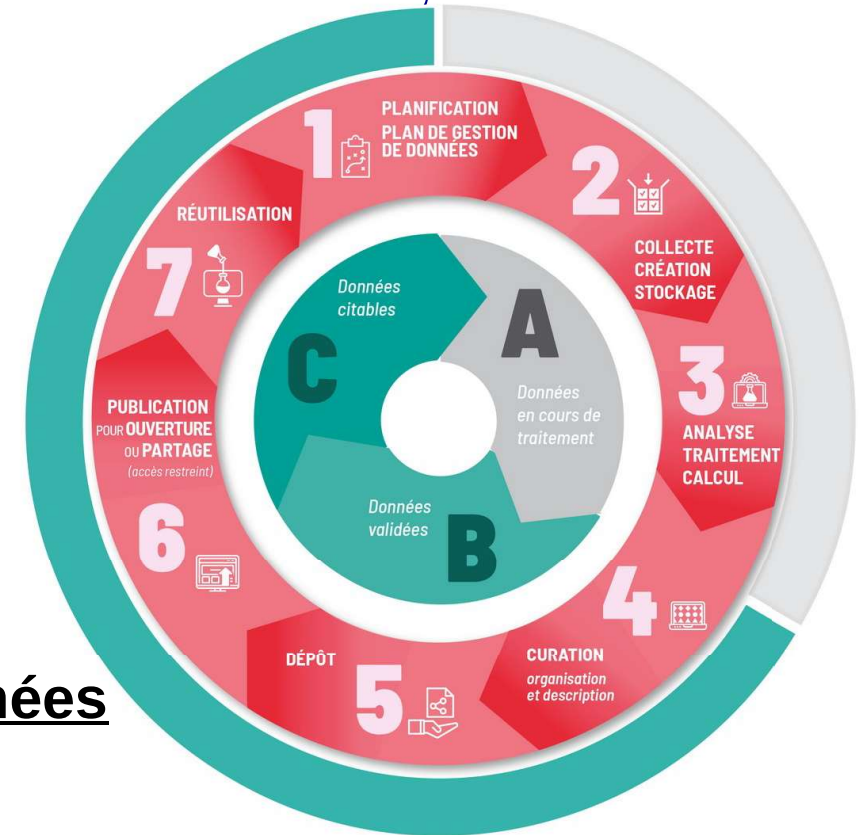 1
PLANIFICATION
PLAN DE GESTION
DE DONNÉES
2
COLLECTE
CRÉATION
STOCKAGE
3
ANALYSE
TRAITEMENT
CALCUL
4
CURATION
organisation
et description
5
DÉPÔT
6
PUBLICATION
POUR OUVERTURE
OU PARTAGE
(accès restreint)
7
RÉUTILISATION
A
Données
en cours de
traitement
B
Données
validées
C
Données
citables
nées